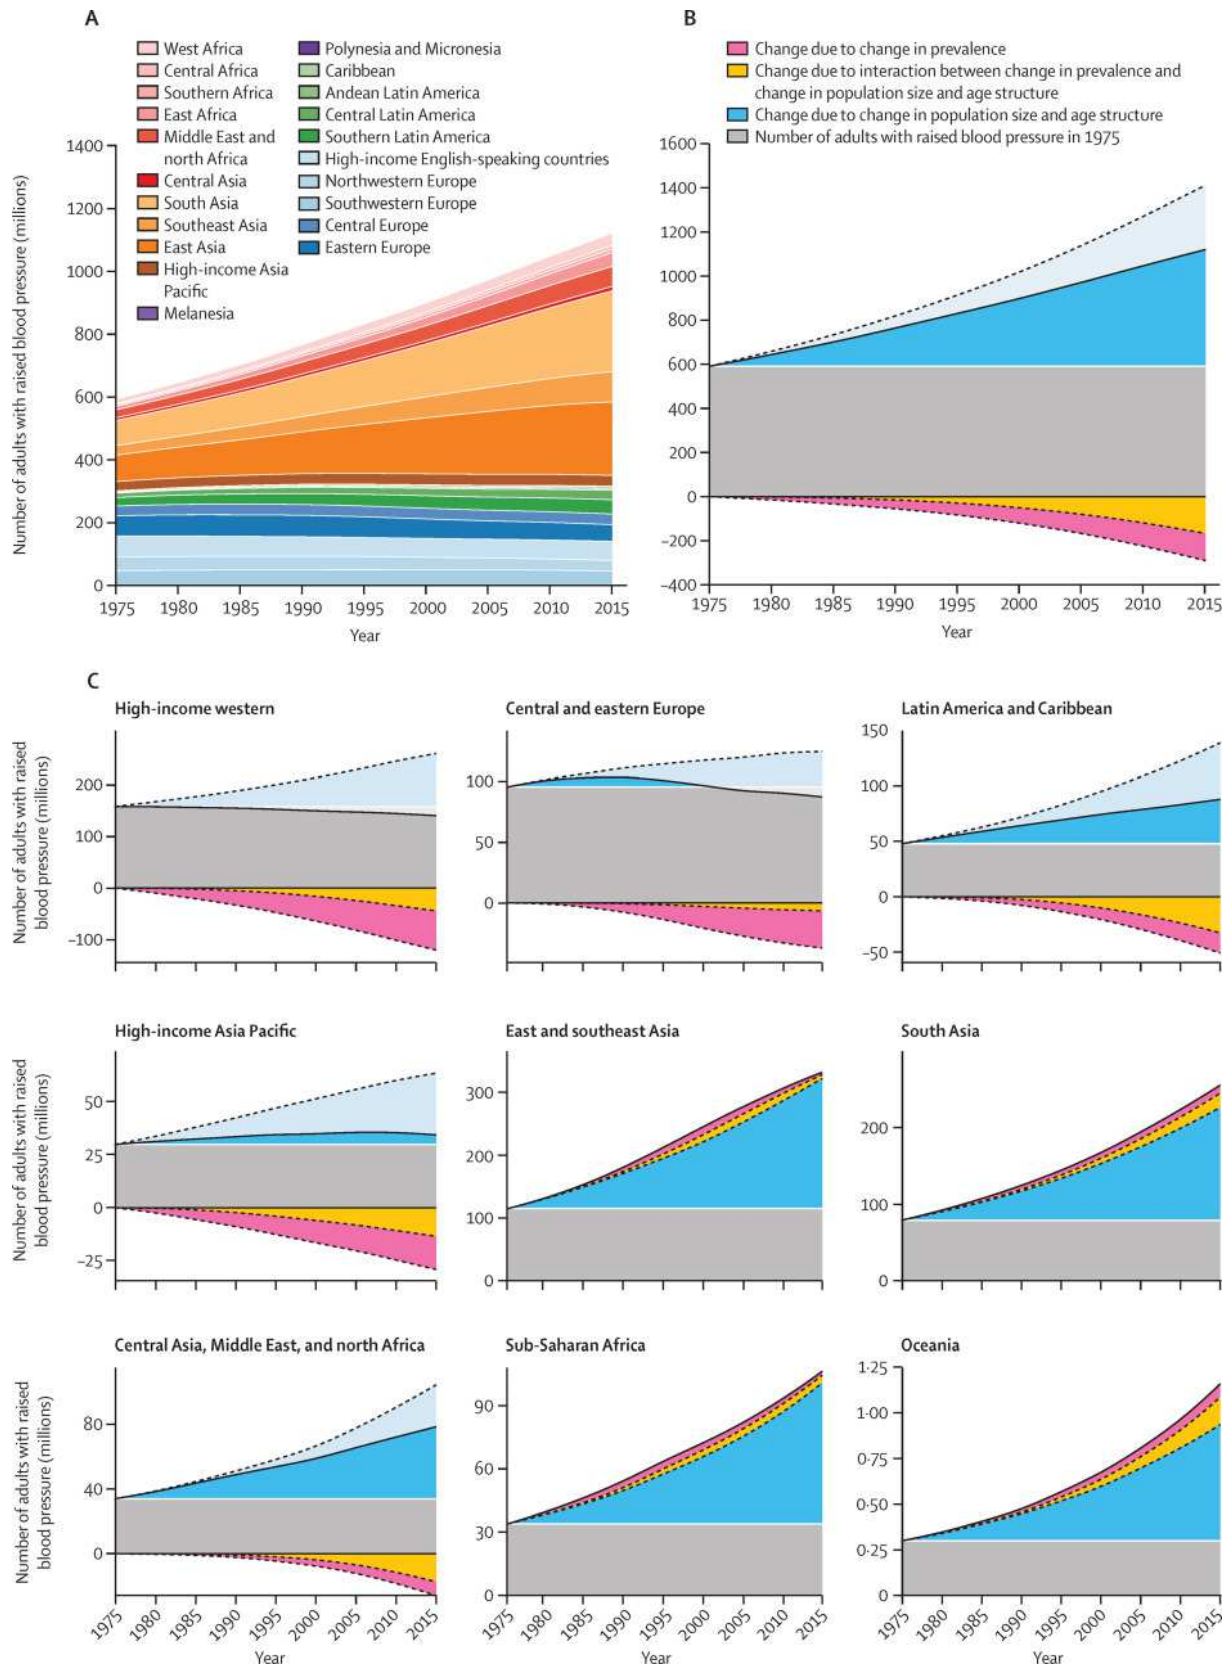 A
West Africa
Central Africa
Southern Africa
East Africa
Middle East and
north Africa
Central Asia
South Asia
Southeast Asia
East Asia
High-income Asia
Pacific
Melanesia
Polynesia and Micronesia
Caribbean
Andean Latin America
Central Latin America
Southern Latin America
High-income English-speaking countries
Northwestern Europe
Southwestern Europe
Central Europe
Eastern Europe
Number of adults with raised blood pressure (millions)
1400
1200
1000
800
600
400
200
0
1975 1980 1985 1990 1995 2000 2005 2010 2015
Year
B
Change due to change in prevalence
Change due to interaction between change in prevalence and
change in population size and age structure
Change due to change in population size and age structure
Number of adults with raised blood pressure in 1975
1600
1400
1200
1000
800
600
400
200
0
−200
−400
1975 1980 1985 1990 1995 2000 2005 2010 2015
Year
C
High-income western
Number of adults with raised
blood pressure (millions)
200
100
0
−100
Central and eastern Europe
100
50
0
Latin America and Caribbean
150
100
50
0
−50
High-income Asia Pacific
Number of adults with raised
blood pressure (millions)
50
25
0
−25
East and southeast Asia
300
200
100
0
South Asia
200
100
0
Central Asia, Middle East, and north Africa
Number of adults with raised
blood pressure (millions)
80
40
0
1975 1980 1985 1990 1995 2000 2005 2010 2015
Year
Sub-Saharan Africa
90
60
30
0
1975 1980 1985 1990 1995 2000 2005 2010 2015
Year
Oceania
1·25
1·00
0·75
0·50
0·25
0
1975 1980 1985 1990 1995 2000 2005 2010 2015
Year